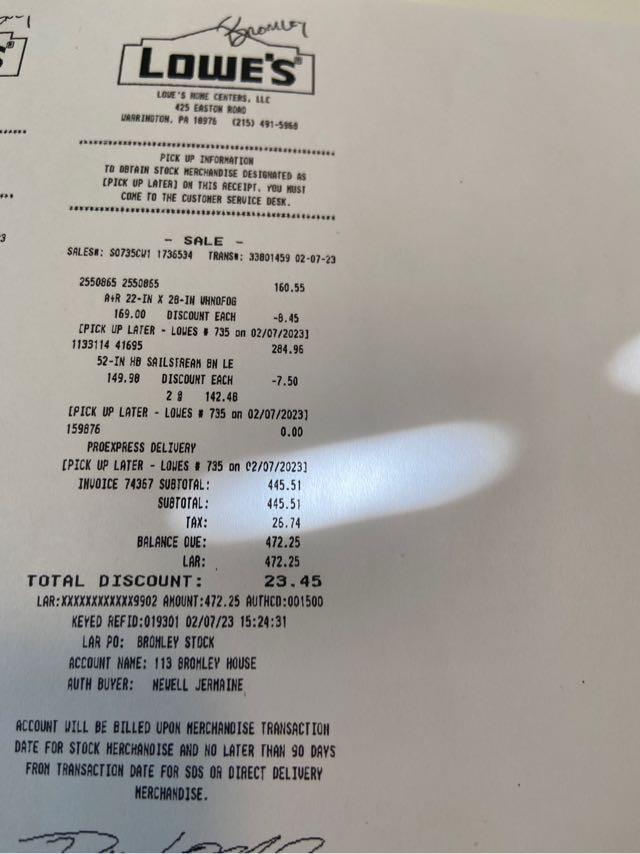 Bromley
LOWE'S®
LOWE'S HOME CENTERS, LLC
425 EASTON ROAD
WARRINGTON, PA 18976 (215) 491-5968
PICK UP INFORMATION
TO OBTAIN STOCK MERCHANDISE DESIGNATED AS
[PICK UP LATER] ON THIS RECEIPT, YOU MUST
COME TO THE CUSTOMER SERVICE DESK.
- SALE -
SALES#: S0735CW1 1736534 TRANS#: 33801459 02-07-23
2550865 2550865 160.55
A+R 22-IN X 28-IN WHNOFOG
169.00 DISCOUNT EACH -8.45
[PICK UP LATER - LOWES # 735 on 02/07/2023]
1133114 41695 284.96
52-IN HB SAILSTREAM BN LE
149.98 DISCOUNT EACH -7.50
2 @ 142.48
[PICK UP LATER - LOWES # 735 on 02/07/2023]
159876 0.00
PROEXPRESS DELIVERY
[PICK UP LATER - LOWES # 735 on 02/07/2023]
INVOICE 74367 SUBTOTAL: 445.51
SUBTOTAL: 445.51
TAX: 26.74
BALANCE DUE: 472.25
LAR: 472.25
TOTAL DISCOUNT: 23.45
LAR:XXXXXXXXXXXX9902 AMOUNT:472.25 AUTHCD:001500
KEYED REFID:019301 02/07/23 15:24:31
LAR PO: BROMLEY STOCK
ACCOUNT NAME: 113 BROMLEY HOUSE
AUTH BUYER: NEWELL JERMAINE
ACCOUNT WILL BE BILLED UPON MERCHANDISE TRANSACTION
DATE FOR STOCK MERCHANDISE AND NO LATER THAN 90 DAYS
FROM TRANSACTION DATE FOR SOS OR DIRECT DELIVERY
MERCHANDISE.